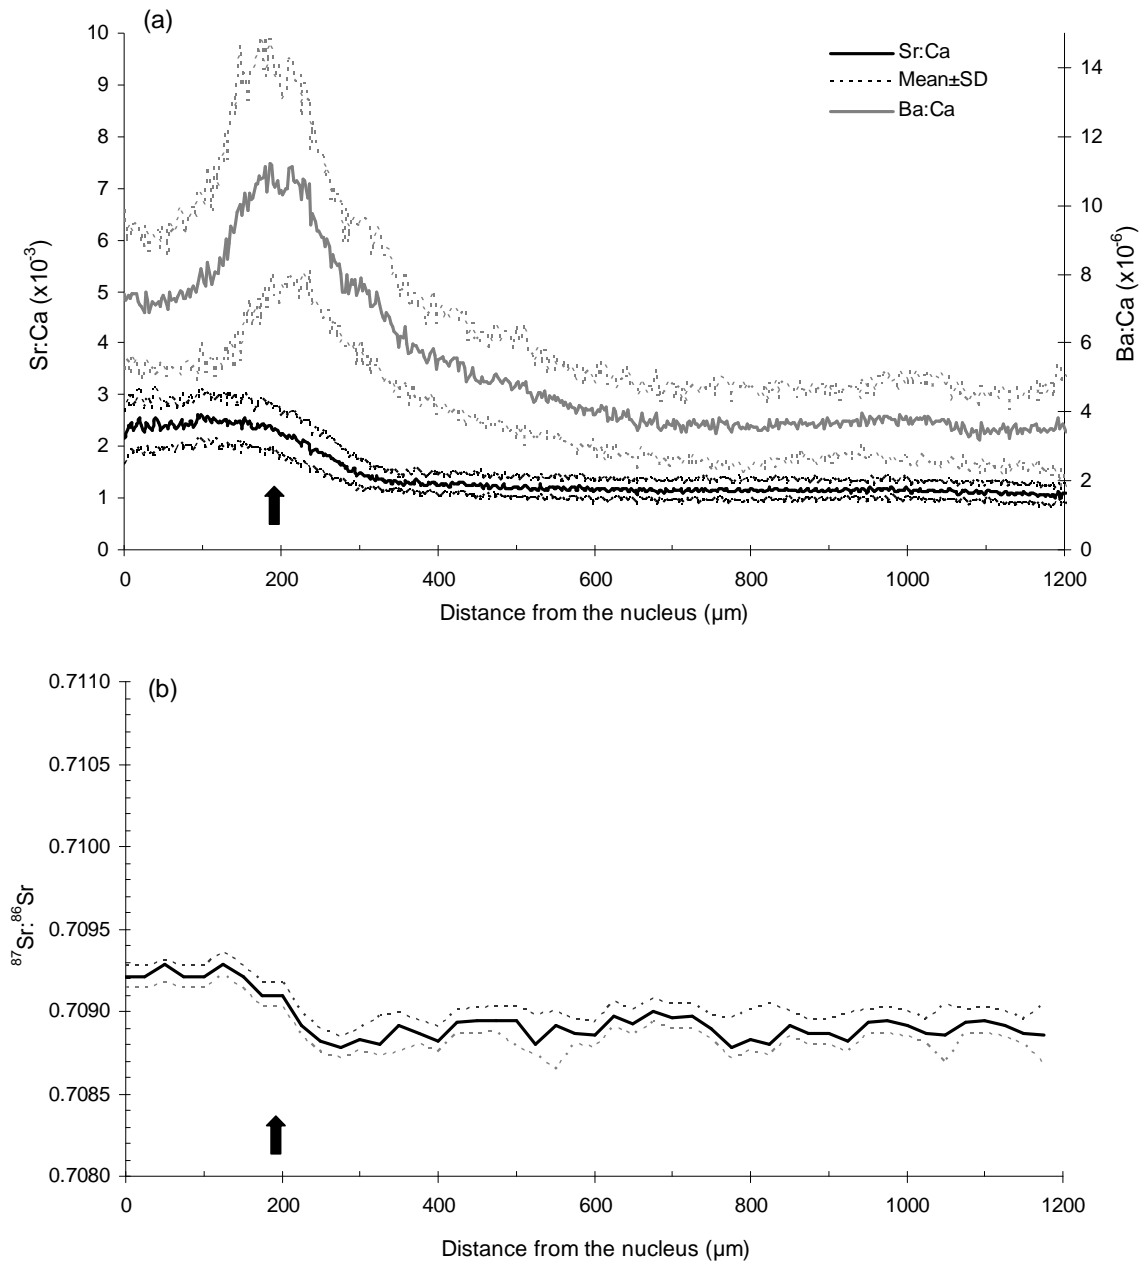 (a)
Sr:Ca
Mean±SD
Ba:Ca
10
9
8
7
6
5
4
3
2
1
0
Sr:Ca (x10⁻³)
14
12
10
8
6
4
2
0
Ba:Ca (x10⁻⁶)
0 200 400 600 800 1000 1200
Distance from the nucleus (µm)
(b)
0.7110
0.7105
0.7100
0.7095
0.7090
0.7085
0.7080
⁸⁷Sr:⁸⁶Sr
0 200 400 600 800 1000 1200
Distance from the nucleus (µm)